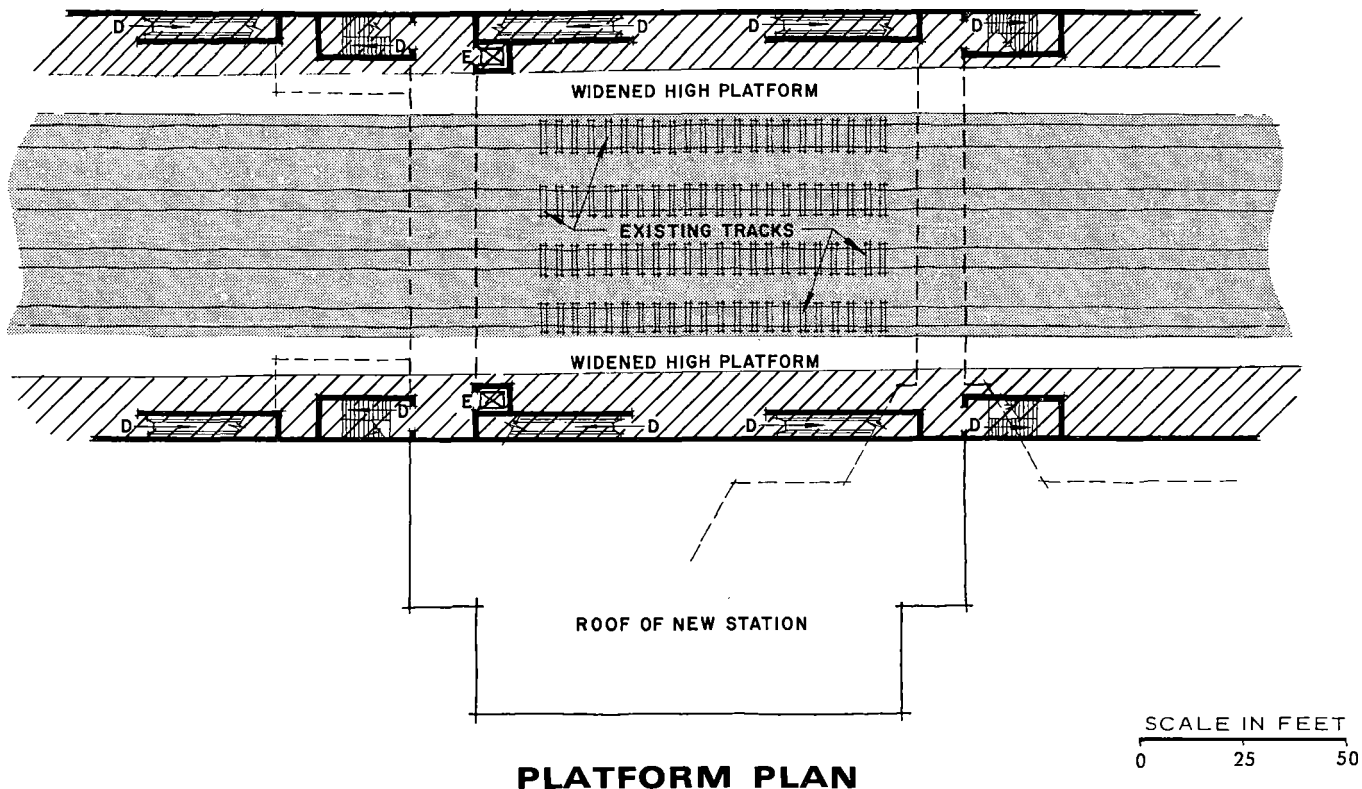 D D D D D D
E
WIDENED HIGH PLATFORM
EXISTING TRACKS
WIDENED HIGH PLATFORM
E
D D D D D D
ROOF OF NEW STATION
SCALE IN FEET
0 25 50
PLATFORM PLAN